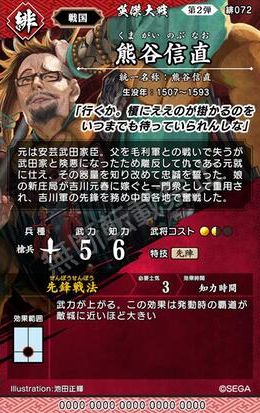 緋
戦国
英傑大戦
第2弾
緋072
くまがい のぶなお
熊谷信直
統一名称：熊谷信直
生没年：1507〜1593
「行くか。槙にええのが掛かるのを
いつまでも待っていられんしな」
元は安芸武田家臣。父を毛利軍との戦いで失うが
武田家と険悪になったため離反して仇である元就
に仕え、その器量を知り改めて忠誠を誓った。娘
の新庄局が吉川元春に嫁ぐと一門衆として重用さ
れ、吉川軍の先鋒を務め中国各地で奮戦した。
兵種 武力 知力 武将コスト
槍兵 5 6 特技 先陣
せんぽうせんぽう
先鋒戦法
必要士気 3
効果時間 知力時間
効果範囲
武力が上がる。この効果は発動時の覇道が
敵城に近いほど大きい
Illustration:池田正輝
©SEGA
0000-0000-0000-0000-0000